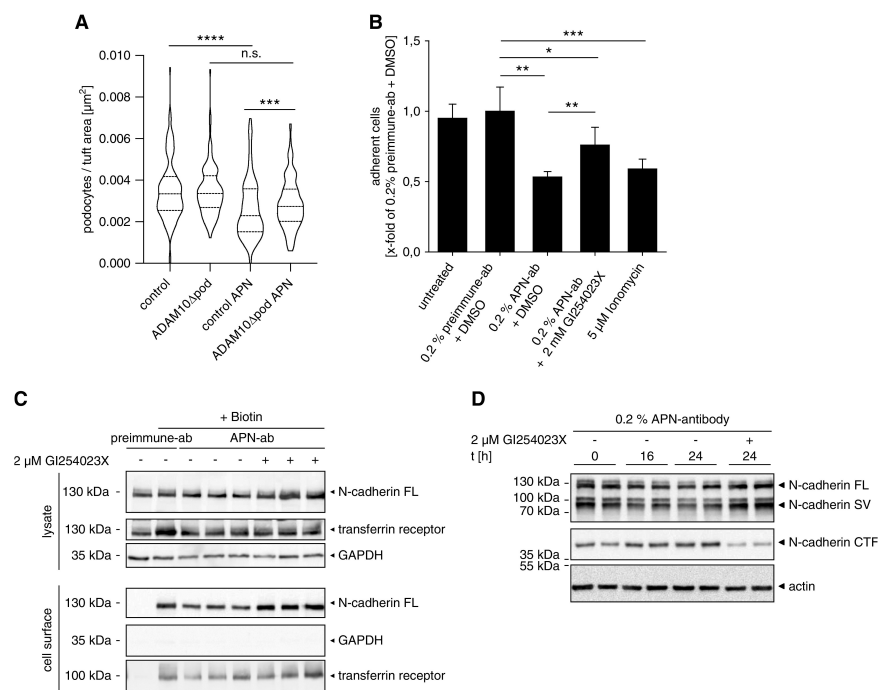 A
podocytes / tuft area [μm²]
0.010
0.008
0.006
0.004
0.002
0.000
****
n.s.
***
control
ADAM10Δpod
control APN
ADAM10Δpod APN
B
adherent cells
[x-fold of 0.2% preimmune-ab + DMSO]
1,5
1,0
0,5
0,0
***
*
**
**
untreated
0.2 % preimmune-ab
+ DMSO
0.2 % APN-ab
+ DMSO
0.2 % APN-ab
+ 2 mM GI254023X
5 μM Ionomycin
C
+ Biotin
preimmune-ab APN-ab
2 μM GI254023X - - - - - + + +
lysate
130 kDa - N-cadherin FL
130 kDa - transferrin receptor
35 kDa - GAPDH
cell surface
130 kDa - N-cadherin FL
35 kDa - GAPDH
100 kDa - transferrin receptor
D
0.2 % APN-antibody
2 μM GI254023X - - - +
t [h] 0 16 24 24
130 kDa - N-cadherin FL
100 kDa - N-cadherin SV
70 kDa -
N-cadherin CTF
35 kDa -
55 kDa -
actin